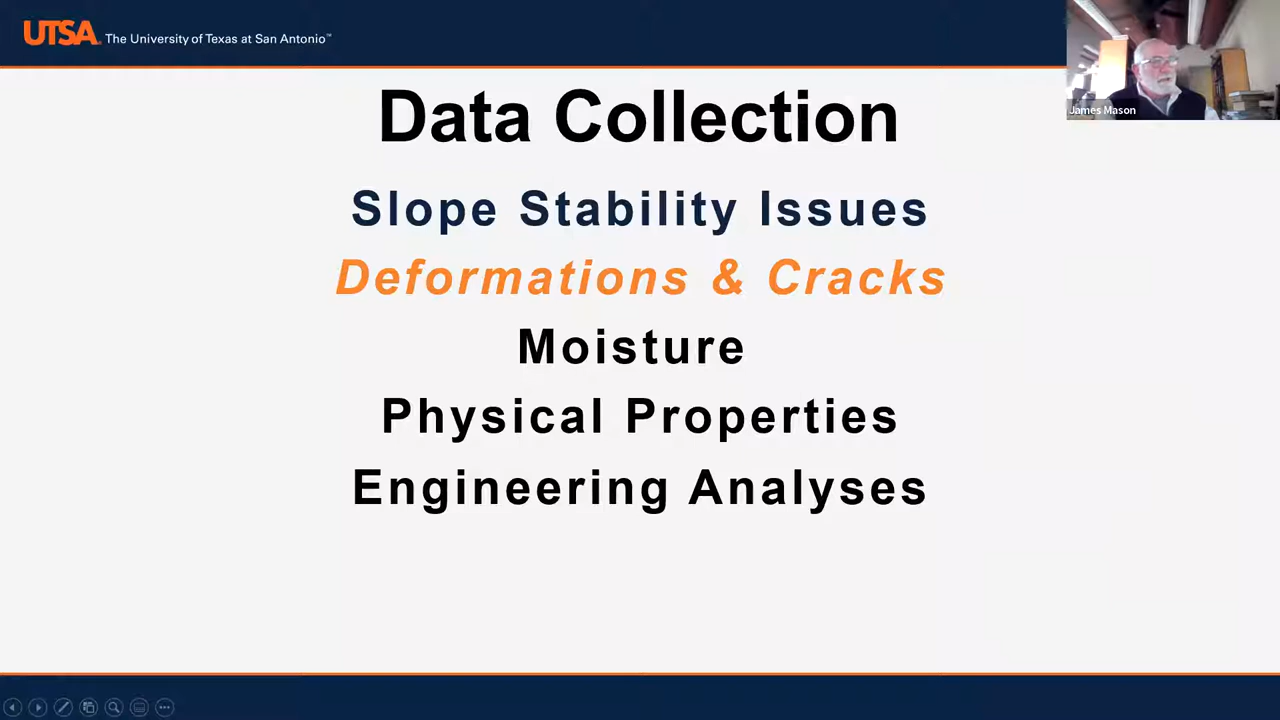 UTSA. The University of Texas at San Antonio™
James Mason
Data Collection
Slope Stability Issues
Deformations & Cracks
Moisture
Physical Properties
Engineering Analyses